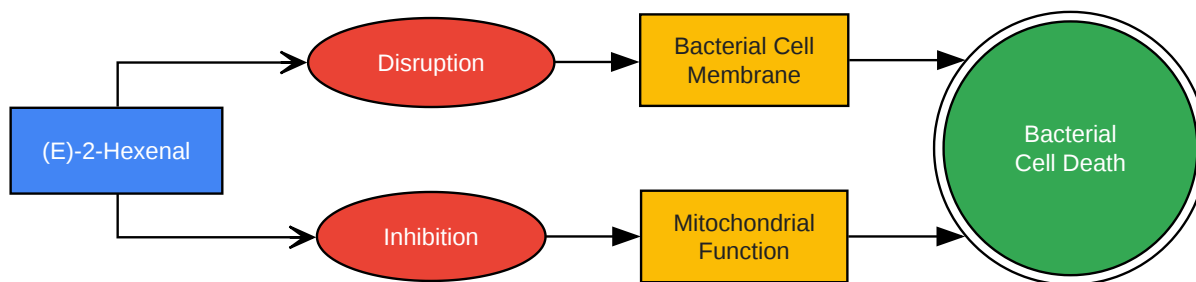 (E)-2-Hexenal
Disruption
Bacterial Cell
Membrane
Inhibition
Mitochondrial
Function
Bacterial
Cell Death